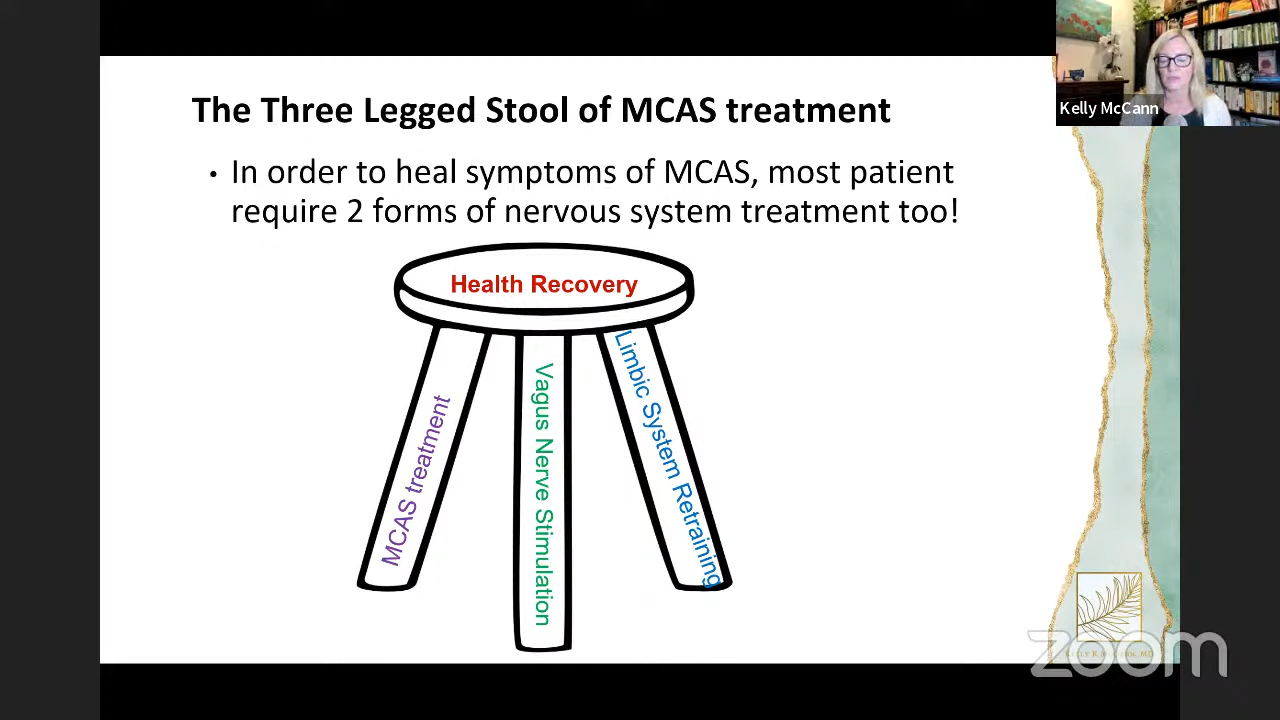 The Three Legged Stool of MCAS treatment
• In order to heal symptoms of MCAS, most patient
require 2 forms of nervous system treatment too!
Health Recovery
MCAS treatment
Vagus Nerve Stimulation
Limbic System Retraining
Kelly McCann
zoom